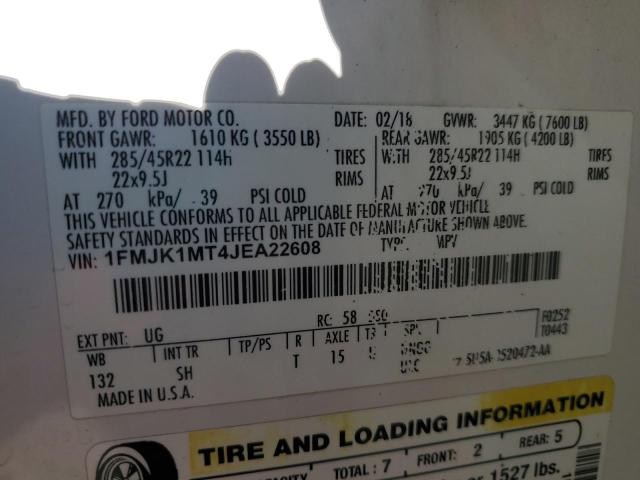 MFD. BY FORD MOTOR CO. DATE: 02/18 GVWR: 3447 KG (7600 LB)
FRONT GAWR: 1610 KG (3550 LB) REAR GAWR: 1905 KG (4200 LB)
WITH 285/45R22 114H TIRES WITH 285/45R22 114H TIRES
22x9.5J RIMS 22x9.5J RIMS
AT 270 kPa/ 39 PSI COLD AT 270 kPa/ 39 PSI COLD
THIS VEHICLE CONFORMS TO ALL APPLICABLE FEDERAL MOTOR VEHICLE
SAFETY STANDARDS IN EFFECT ON THE DATE OF MANUFACTURE SHOWN ABOVE.
VIN: 1FMJK1MT4JEA22608 TYPE: MPV
F0252
T0443
EXT PNT: UG RC: 58
WB INT TR TP/PS R AXLE TR SPR
132 SH T 15
MADE IN U.S.A.
TIRE AND LOADING INFORMATION
TOTAL: 7 FRONT: 2 REAR: 5
1527 lbs.